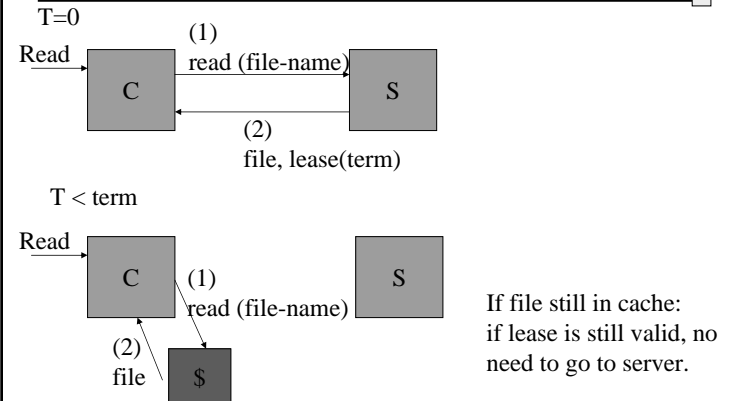 T=0
Read
(1)
read (file-name)
C
S
(2)
file, lease(term)
T < term
Read
C
(1)
read (file-name)
S
(2)
file
$
If file still in cache:
if lease is still valid, no
need to go to server.